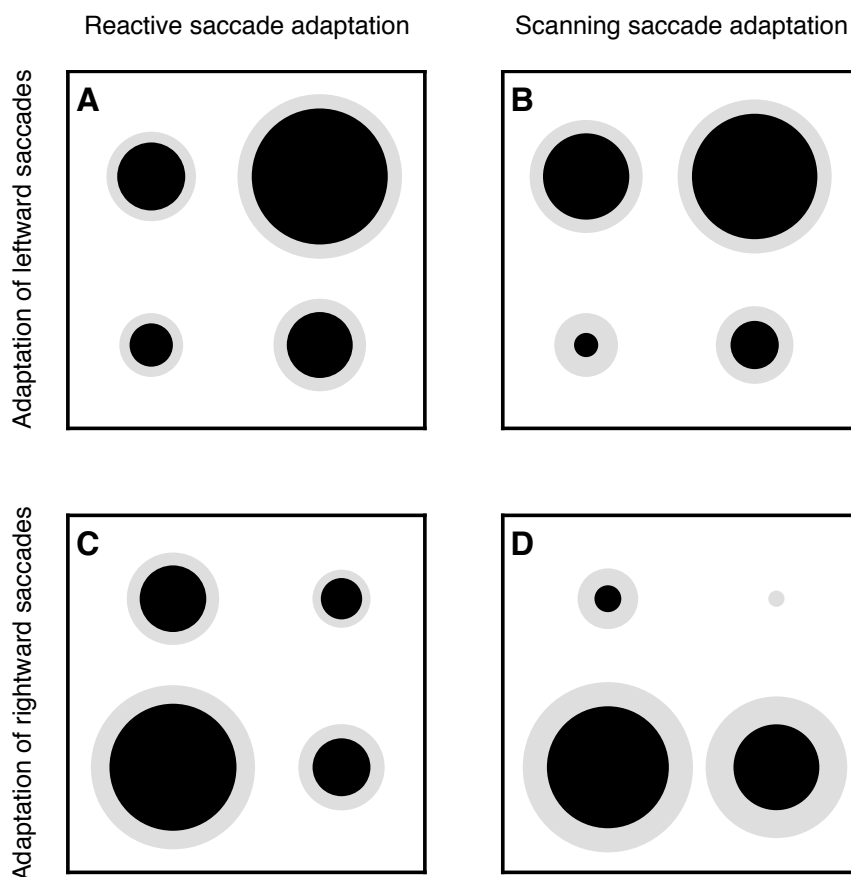 Reactive saccade adaptation
Scanning saccade adaptation
Adaptation of leftward saccades
A
B
Adaptation of rightward saccades
C
D